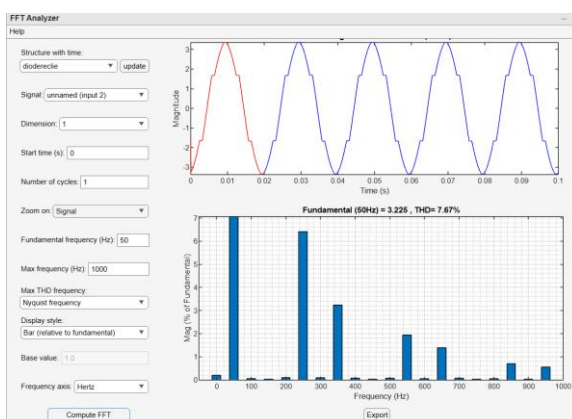 FFT Analyzer
Help
Structure with time:
diodereclie
update
Signal: unnamed (input 2)
Dimension: 1
Start time (s): 0
Number of cycles: 1
Zoom on: Signal
Fundamental frequency (Hz): 50
Max frequency (Hz): 1000
Max THD frequency:
Nyquist frequency
Display style:
Bar (relative to fundamental)
Base value: 1.0
Frequency axis: Hertz
Compute FFT
Magnitude
3
2
1
0
-1
-2
-3
0 0.01 0.02 0.03 0.04 0.05 0.06 0.07 0.08 0.09 0.1
Time (s)
Fundamental (50Hz) = 3.225 , THD= 7.67%
Mag (% of Fundamental)
7
6
5
4
3
2
1
0
0 100 200 300 400 500 600 700 800 900 1000
Frequency (Hz)
Export